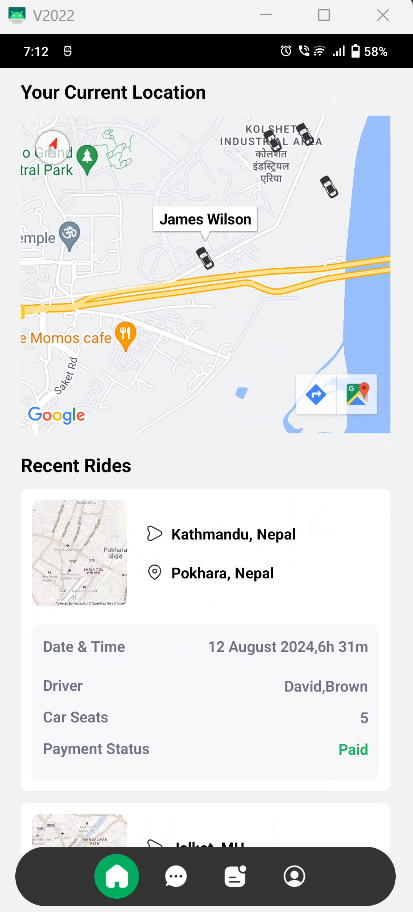 V2022
7:12
58%
Your Current Location
KOLSHET
INDUSTRIAL AREA
कोलशेत
इंडस्ट्रियल
एरिया
o Grand
tral Park
James Wilson
emple
e Momos cafe
Saket Rd
Google
Recent Rides
Pokhara
Kathmandu, Nepal
Pokhara, Nepal
Date & Time
12 August 2024,6h 31m
Driver
David,Brown
Car Seats
5
Payment Status
Paid